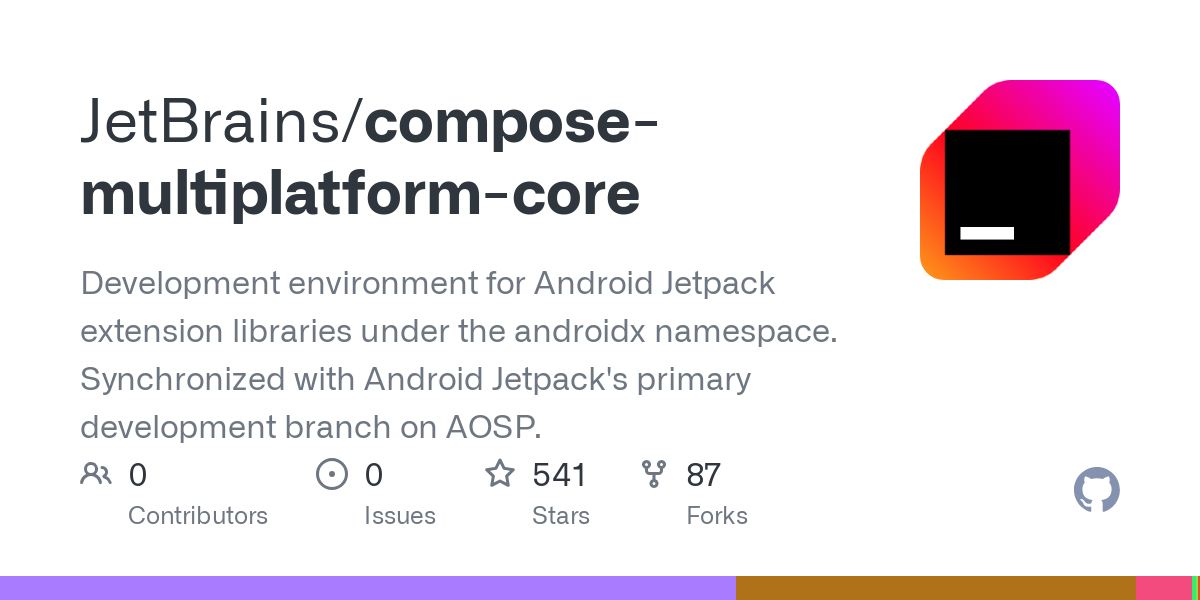 JetBrains/compose-
multiplatform-core
Development environment for Android Jetpack
extension libraries under the androidx namespace.
Synchronized with Android Jetpack's primary
development branch on AOSP.
0 0 541 87
Contributors Issues Stars Forks